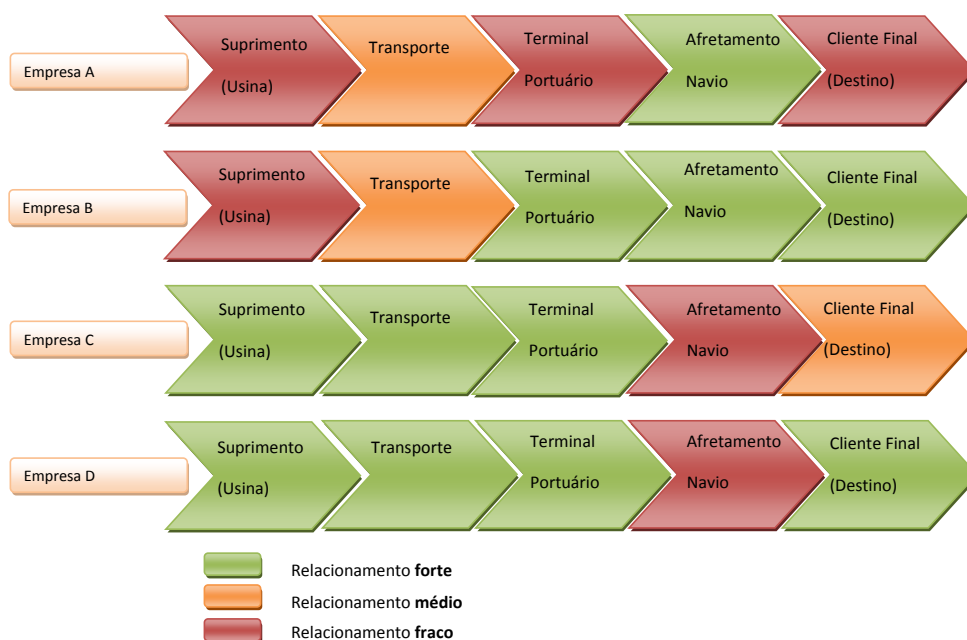 Empresa A
Suprimento
(Usina)
Transporte
Terminal
Portuário
Afretamento
Navio
Cliente Final
(Destino)
Empresa B
Suprimento
(Usina)
Transporte
Terminal
Portuário
Afretamento
Navio
Cliente Final
(Destino)
Empresa C
Suprimento
(Usina)
Transporte
Terminal
Portuário
Afretamento
Navio
Cliente Final
(Destino)
Empresa D
Suprimento
(Usina)
Transporte
Terminal
Portuário
Afretamento
Navio
Cliente Final
(Destino)
Relacionamento forte
Relacionamento médio
Relacionamento fraco